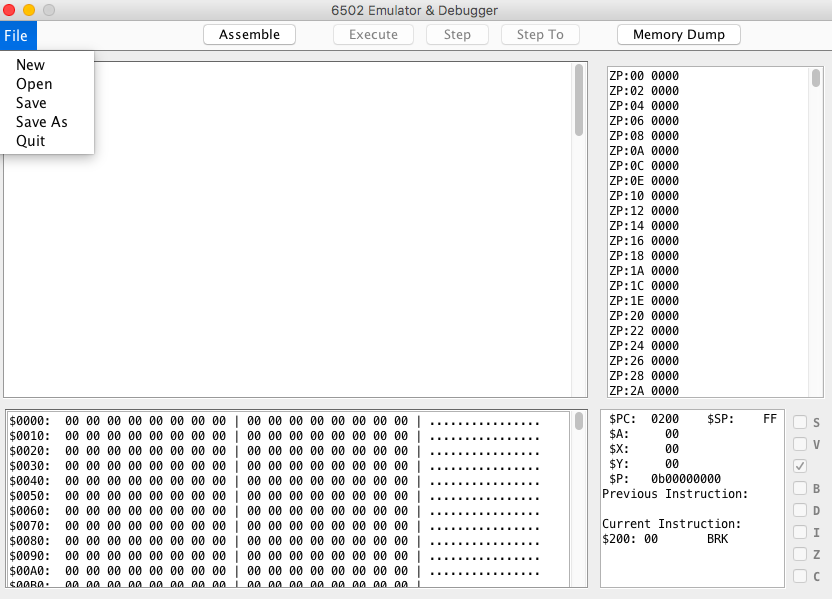 6502 Emulator & Debugger
File Assemble Execute Step Step To Memory Dump
New
Open
Save
Save As
Quit
ZP:00 0000
ZP:02 0000
ZP:04 0000
ZP:06 0000
ZP:08 0000
ZP:0A 0000
ZP:0C 0000
ZP:0E 0000
ZP:10 0000
ZP:12 0000
ZP:14 0000
ZP:16 0000
ZP:18 0000
ZP:1A 0000
ZP:1C 0000
ZP:1E 0000
ZP:20 0000
ZP:22 0000
ZP:24 0000
ZP:26 0000
ZP:28 0000
ZP:2A 0000
$0000: 00 00 00 00 00 00 00 00 | 00 00 00 00 00 00 00 00 | ................
$0010: 00 00 00 00 00 00 00 00 | 00 00 00 00 00 00 00 00 | ................
$0020: 00 00 00 00 00 00 00 00 | 00 00 00 00 00 00 00 00 | ................
$0030: 00 00 00 00 00 00 00 00 | 00 00 00 00 00 00 00 00 | ................
$0040: 00 00 00 00 00 00 00 00 | 00 00 00 00 00 00 00 00 | ................
$0050: 00 00 00 00 00 00 00 00 | 00 00 00 00 00 00 00 00 | ................
$0060: 00 00 00 00 00 00 00 00 | 00 00 00 00 00 00 00 00 | ................
$0070: 00 00 00 00 00 00 00 00 | 00 00 00 00 00 00 00 00 | ................
$0080: 00 00 00 00 00 00 00 00 | 00 00 00 00 00 00 00 00 | ................
$0090: 00 00 00 00 00 00 00 00 | 00 00 00 00 00 00 00 00 | ................
$00A0: 00 00 00 00 00 00 00 00 | 00 00 00 00 00 00 00 00 | ................
$00B0: 00 00 00 00 00 00 00 00 | 00 00 00 00 00 00 00 00 | ................
$PC: 0200 $SP: FF
$A: 00
$X: 00
$Y: 00
$P: 0b00000000
Previous Instruction:
Current Instruction:
$200: 00 BRK
S
V
B
D
I
Z
C